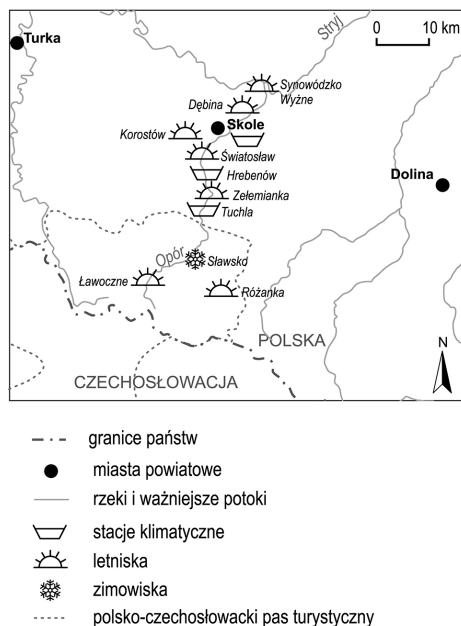 Turka
Stryj
0 10 km
Synowódzko
Wyżne
Dębina
Skole
Korostów
Światosław
Hrebenów
Dolina
Zełemianka
Tuchla
Opór
Sławsko
Ławoczne
Różanka
POLSKA
N
CZECHOSŁOWACJA
granice państw
miasta powiatowe
rzeki i ważniejsze potoki
stacje klimatyczne
letniska
zimowiska
polsko-czechosłowacki pas turystyczny